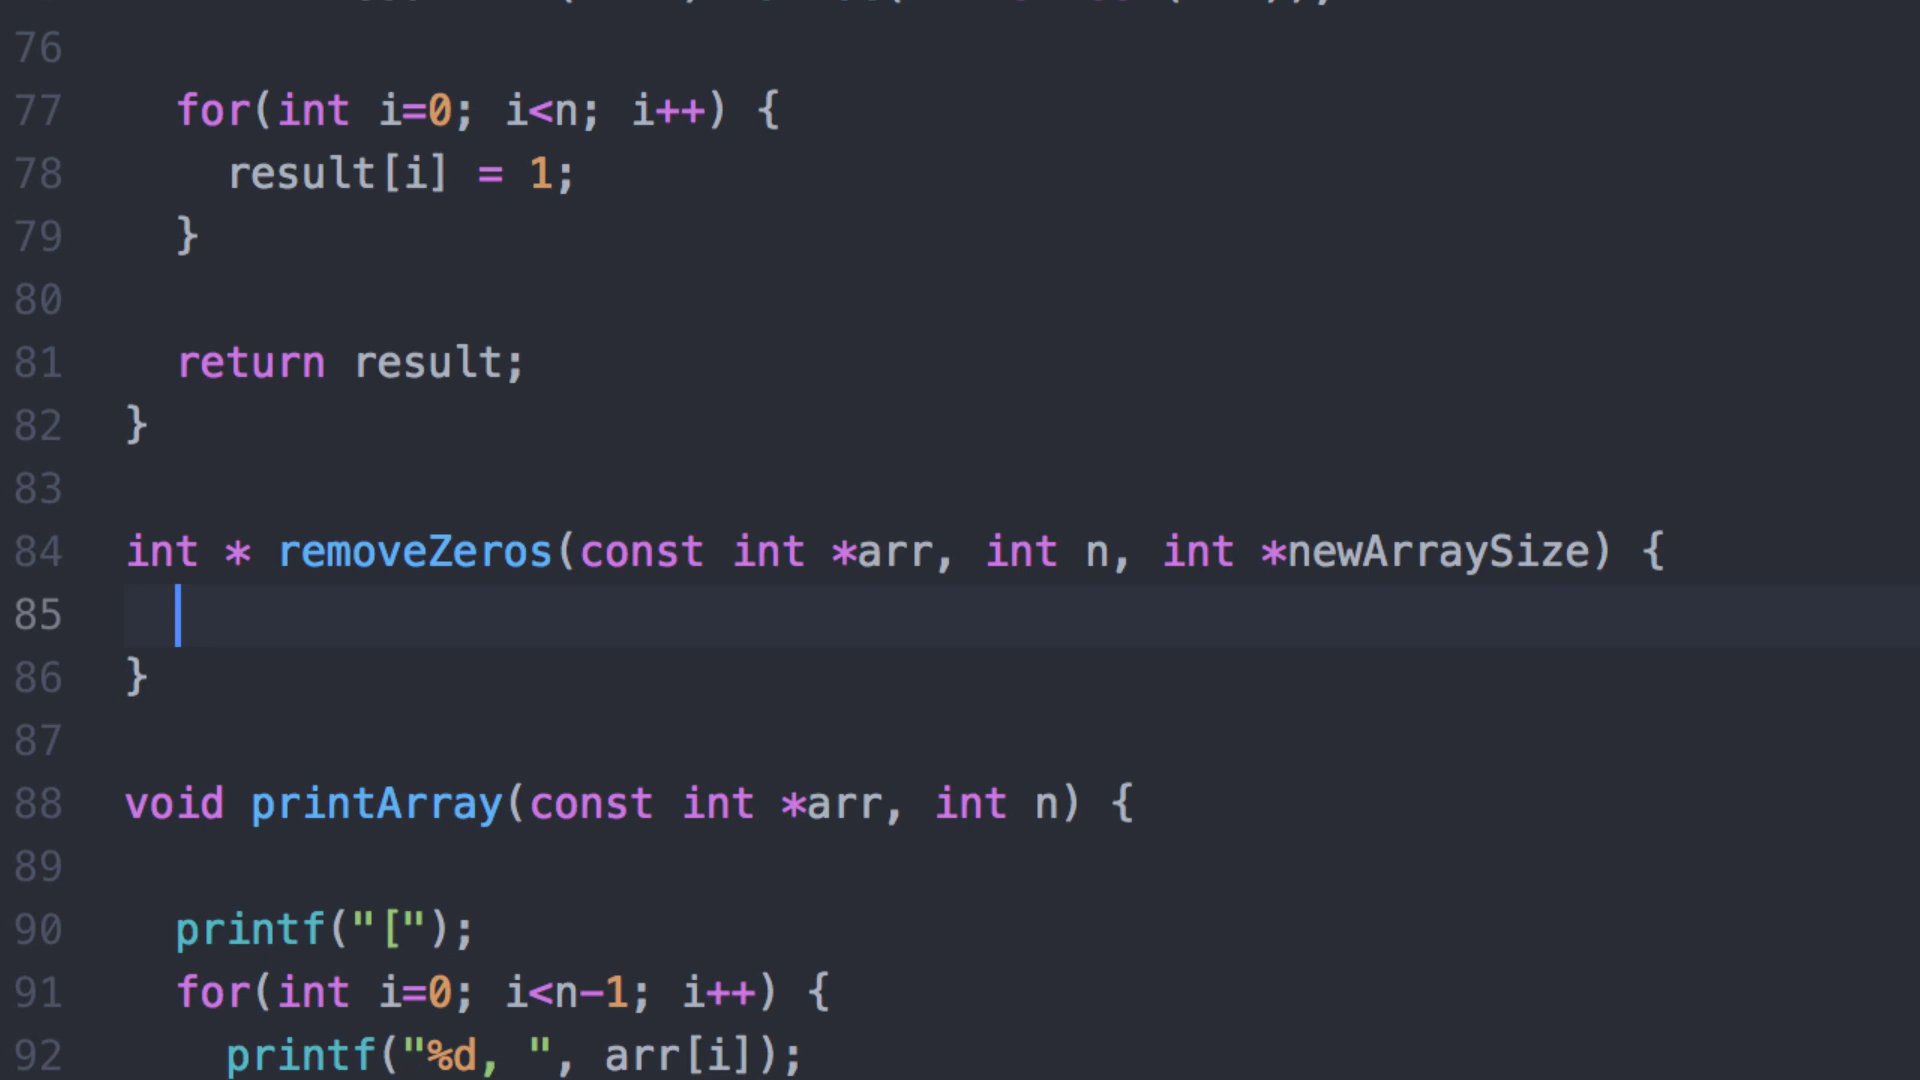 76
77 for(int i=0; i<n; i++) {
78 result[i] = 1;
79 }
80
81 return result;
82 }
83
84 int * removeZeros(const int *arr, int n, int *newArraySize) {
85
86 }
87
88 void printArray(const int *arr, int n) {
89
90 printf("[");
91 for(int i=0; i<n-1; i++) {
92 printf("%d, ", arr[i]);